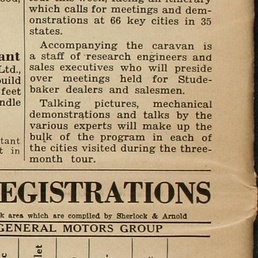 which calls for meetings and dem-
onstrations at 66 key cities in 35
states.
Accompanying the caravan is
a staff of research engineers and
sales executives who will preside
over meetings held for Stude-
baker dealers and salesmen.
Talking pictures, mechanical
demonstrations and talks by the
various experts will make up the
bulk of the program in each of
the cities visited during the three-
month tour.
ant
Ltd.,
build
feet
ndle
tant
t in
EGISTRATIONS
k area which are compiled by Sherlock & Arnold
GENERAL MOTORS GROUP